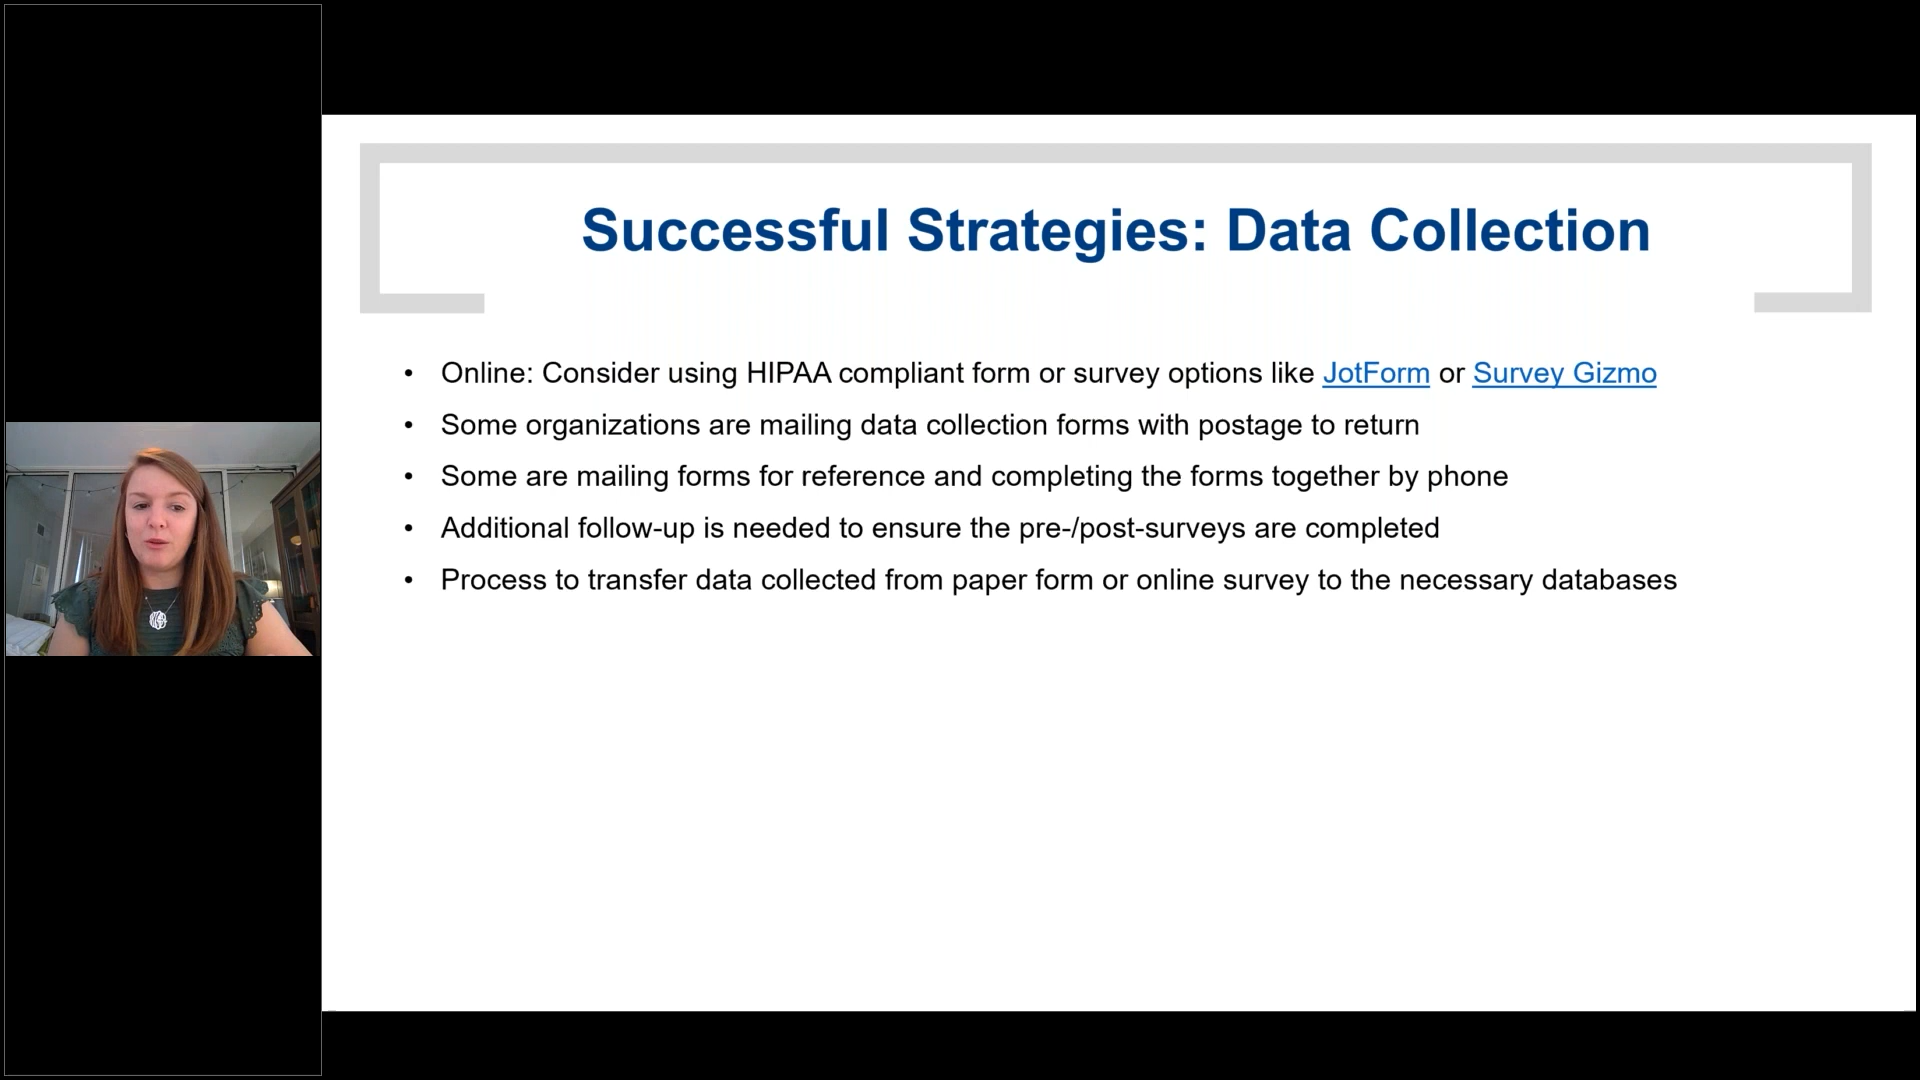 Successful Strategies: Data Collection
• Online: Consider using HIPAA compliant form or survey options like JotForm or Survey Gizmo
• Some organizations are mailing data collection forms with postage to return
• Some are mailing forms for reference and completing the forms together by phone
• Additional follow-up is needed to ensure the pre-/post-surveys are completed
• Process to transfer data collected from paper form or online survey to the necessary databases